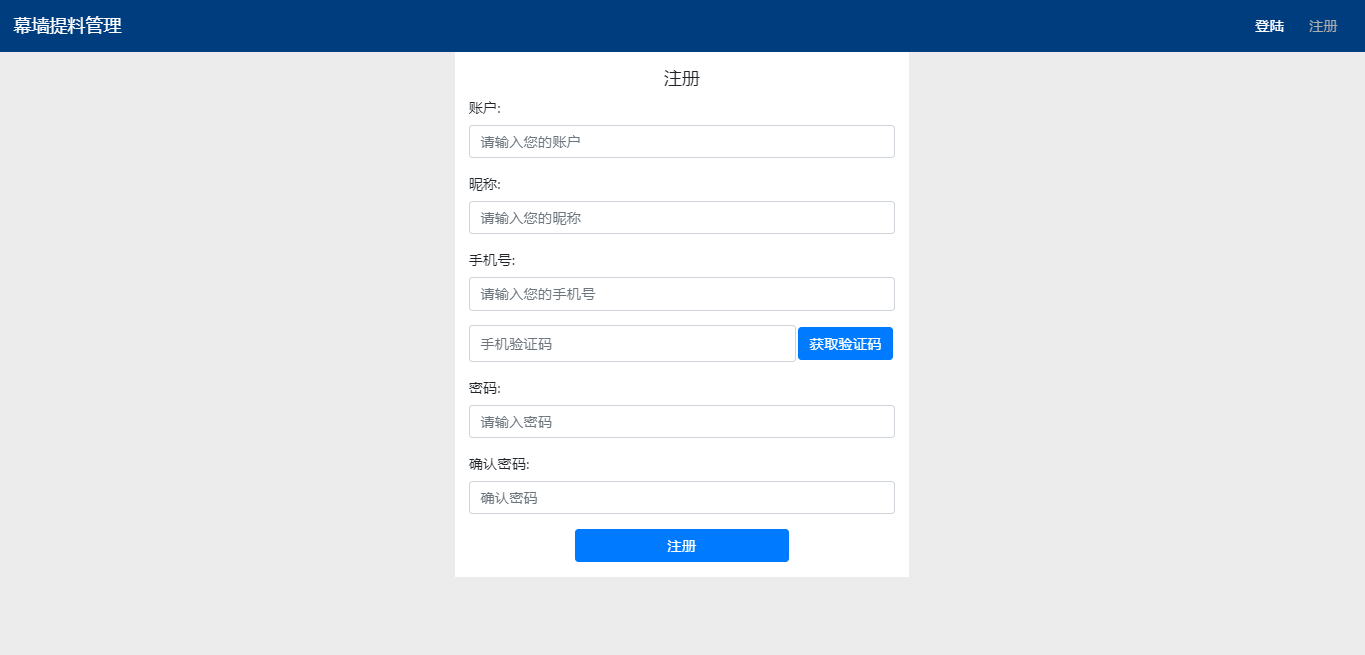 幕墙提料管理
登陆 注册
注册
账户:
请输入您的账户
昵称:
请输入您的昵称
手机号:
请输入您的手机号
手机验证码 获取验证码
密码:
请输入密码
确认密码:
确认密码
注册